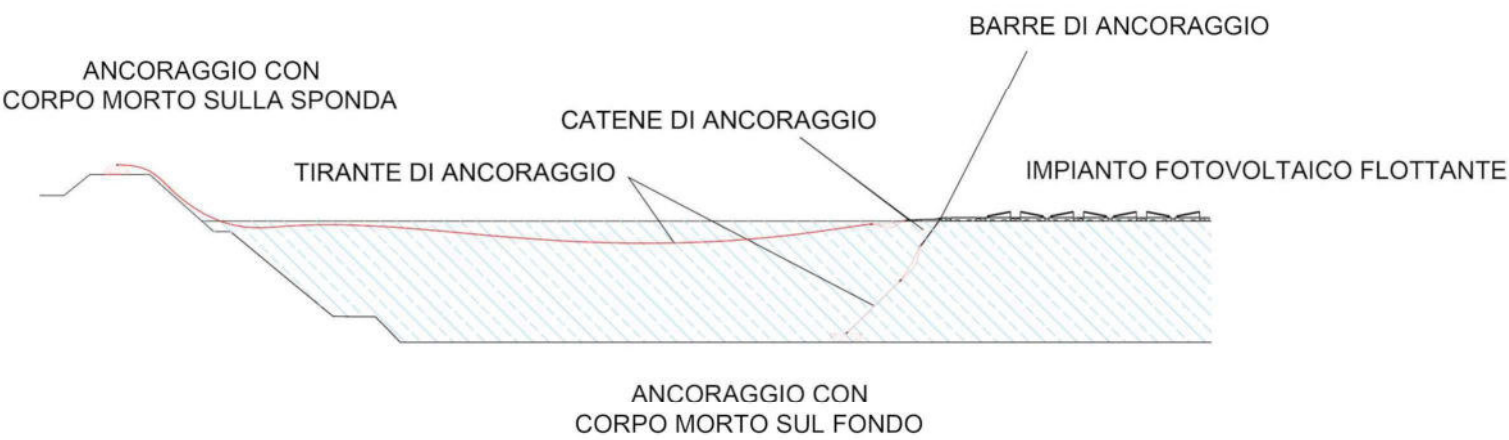 BARRE DI ANCORAGGIO
ANCORAGGIO CON
CORPO MORTO SULLA SPONDA
CATENE DI ANCORAGGIO
TIRANTE DI ANCORAGGIO
IMPIANTO FOTOVOLTAICO FLOTTANTE
ANCORAGGIO CON
CORPO MORTO SUL FONDO